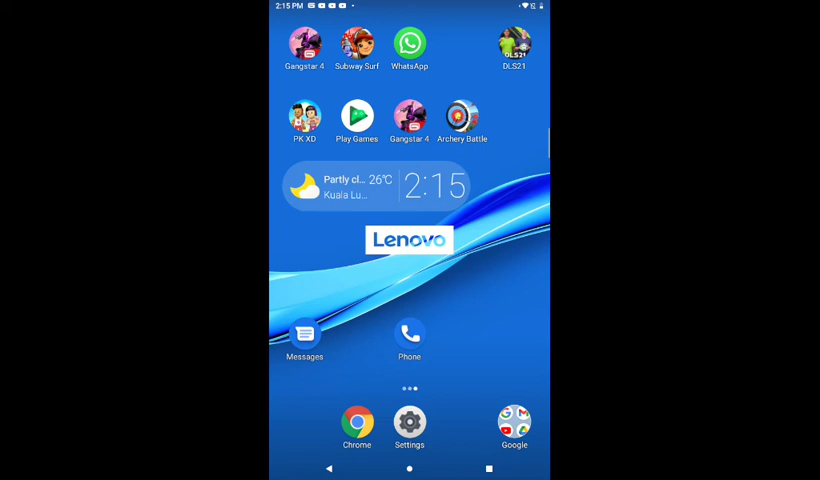 2:15 PM
Gangstar 4
Subway Surf
WhatsApp
DLS21
DLS21
PK XD
Play Games
Gangstar 4
Archery Battle
Partly cl... 26°C
Kuala Lu...
2:15
Lenovo
Messages
Phone
Chrome
Settings
Google